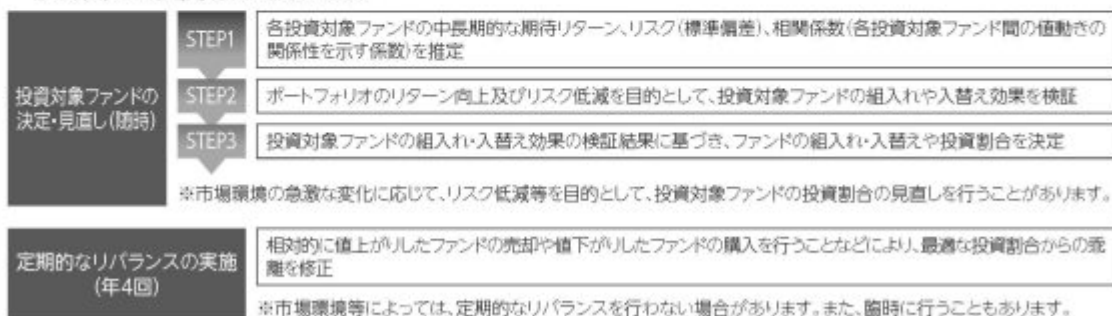 投資対象ファンドの
決定・見直し(随時)
STEP1
各投資対象ファンドの中長期的な期待リターン、リスク(標準偏差)、相関係数(各投資対象ファンド間の値動きの
関係性を示す係数)を推定
STEP2
ポートフォリオのリターン向上及びリスク低減を目的として、投資対象ファンドの組入れや入替え効果を検証
STEP3
投資対象ファンドの組入れ・入替え効果の検証結果に基づき、ファンドの組入れ・入替えや投資割合を決定
※市場環境の急激な変化に応じて、リスク低減等を目的として、投資対象ファンドの投資割合の見直しを行うことがあります。
定期的なリバランスの実施
(年4回)
相対的に値上がりしたファンドの売却や値下がりしたファンドの購入を行うことなどにより、最適な投資割合からの乖
離を修正
※市場環境等によっては、定期的なリバランスを行わない場合があります。また、臨時に行うこともあります。